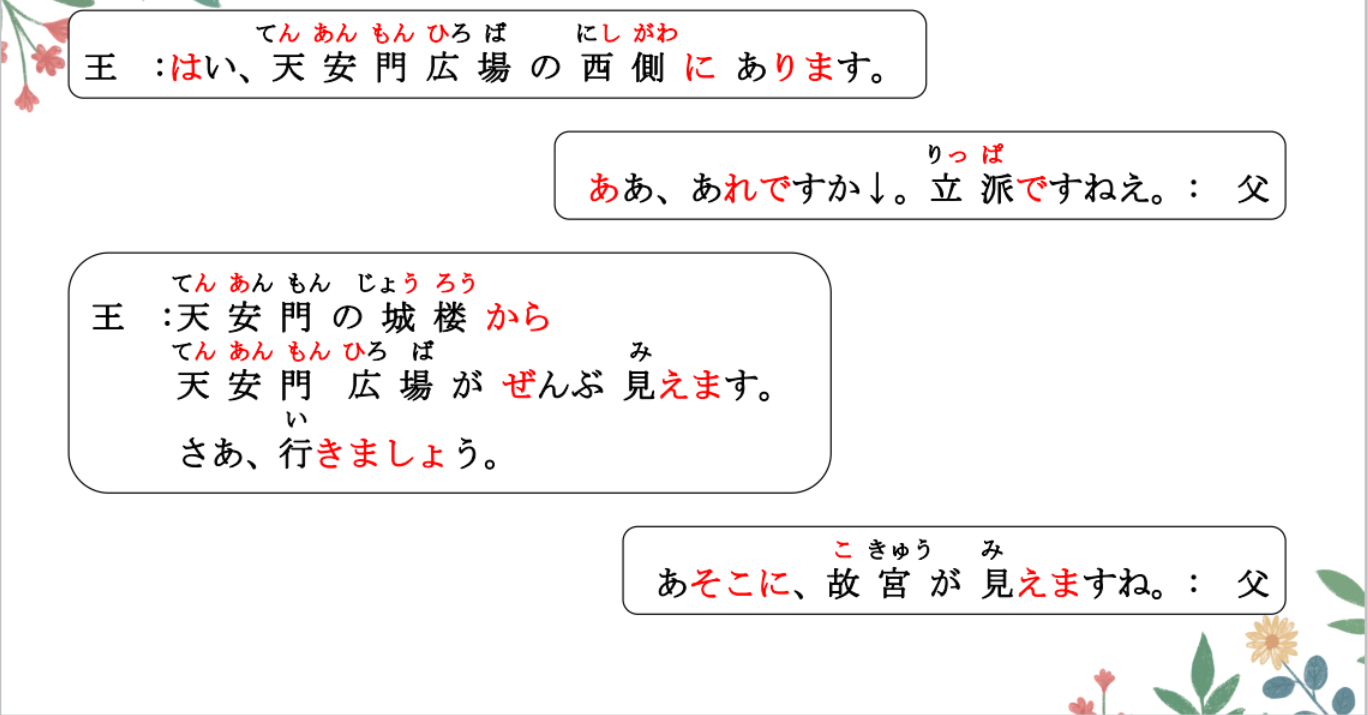 てん あん もん ひろ ば にし がわ
王 :はい、天安門広場の西側に あります。
りっ ぱ
ああ、あれですか↓。立派ですねえ。: 父
てん あん もん じょう ろう
王 :天安門の城楼から
てん あん もん ひろ ば み
天安門 広場が ぜんぶ 見えます。
い
さあ、行きましょう。
こ きゅう み
あそこに、故宮が 見えますね。: 父